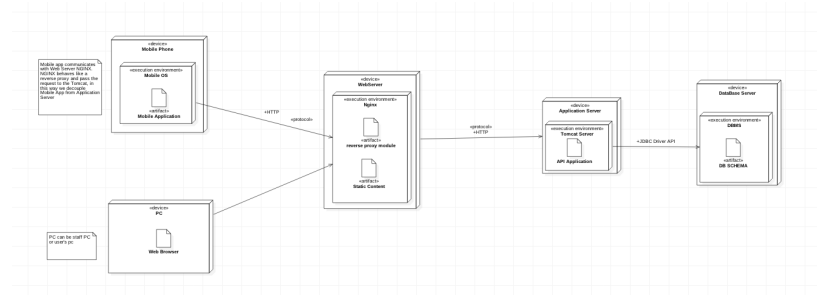 «device»
Mobile Phone
«execution environment»
Mobile OS
«artifact»
Mobile Application
Mobile app communicates
with Web Server NGINX.
NGINX behaves like a
reverse proxy and pass the
request to the Tomcat, in
this way we decouple
Mobile App from Application
Server
+HTTP
«protocol»
«device»
WebServer
«execution environment»
Nginx
«artifact»
reverse proxy module
«artifact»
Static Content
«protocol»
+HTTP
«device»
Application Server
«execution environment»
Tomcat Server
API Application
+JDBC Driver API
«device»
DataBase Server
«execution environment»
DBMS
«artifact»
DB SCHEMA
«device»
PC
Web Browser
PC can be staff PC
or user's pc